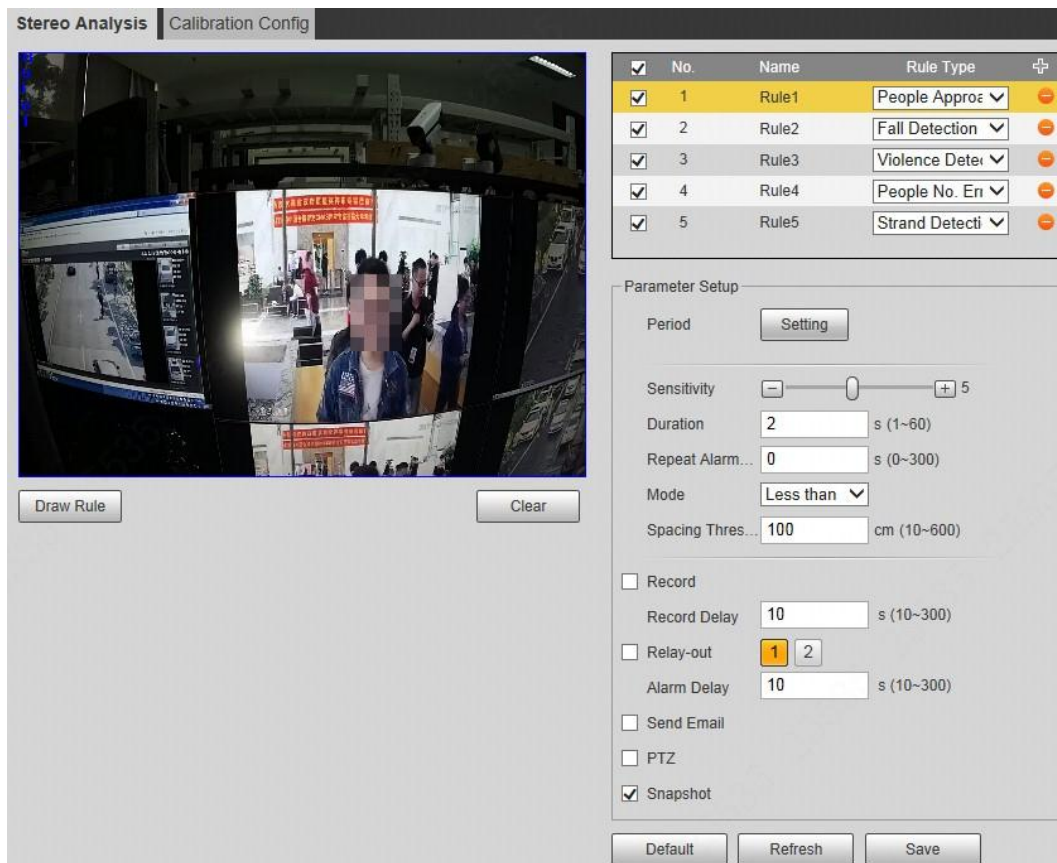 Stereo Analysis
Calibration Config
No. Name Rule Type
1 Rule1 People Approa
2 Rule2 Fall Detection
3 Rule3 Violence Detec
4 Rule4 People No. Err
5 Rule5 Strand Detecti
Draw Rule
Clear
Parameter Setup
Period Setting
Sensitivity 5
Duration 2 s (1~60)
Repeat Alarm... 0 s (0~300)
Mode Less than
Spacing Thres... 100 cm (10~600)
Record
Record Delay 10 s (10~300)
Relay-out 1 2
Alarm Delay 10 s (10~300)
Send Email
PTZ
Snapshot
Default Refresh Save